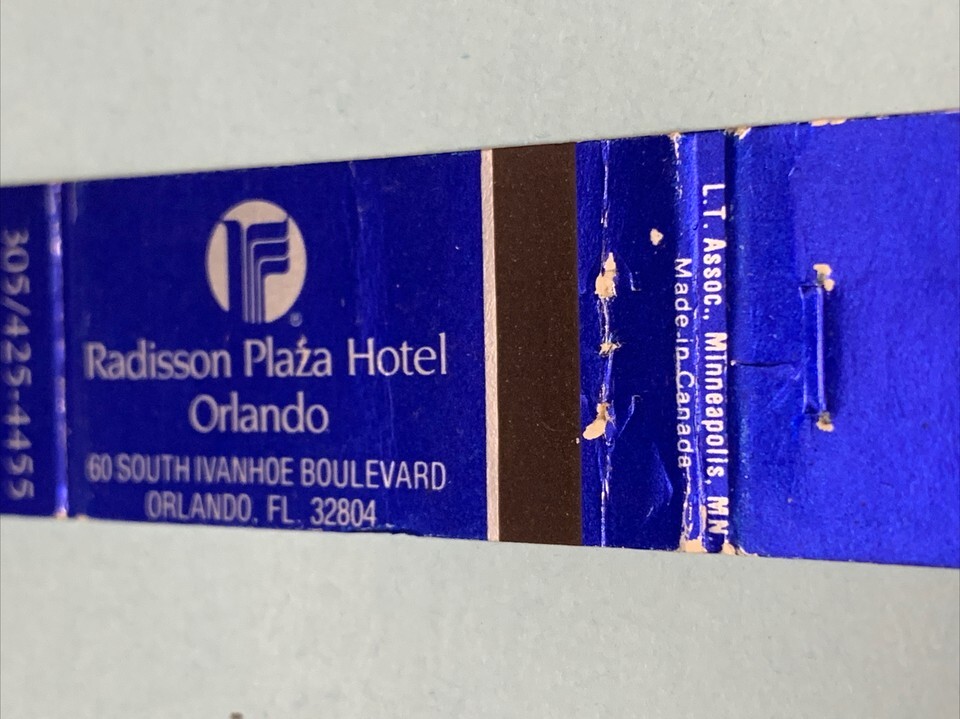 305/425-4455
Radisson Plaza Hotel
Orlando
60 SOUTH IVANHOE BOULEVARD
ORLANDO, FL 32804
L.T. Assoc., Minneapolis, MN
Made in Canada